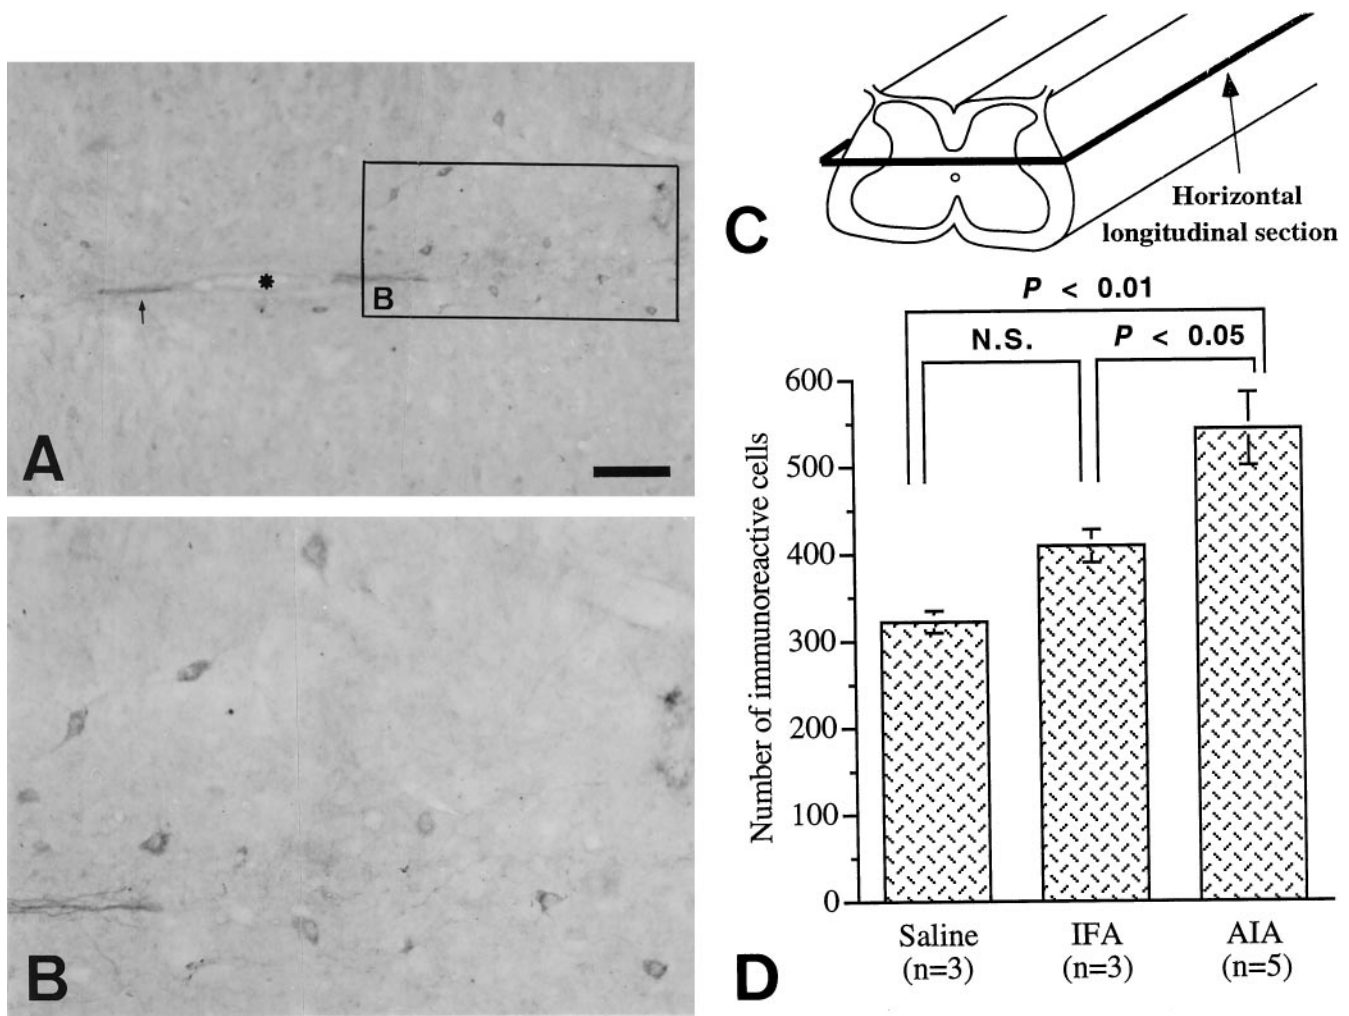 B
A
B
C
Horizontal
longitudinal section
P < 0.01
N.S.
P < 0.05
Number of immunoreactive cells
600
500
400
300
200
100
0
Saline
(n=3)
IFA
(n=3)
AIA
(n=5)
D